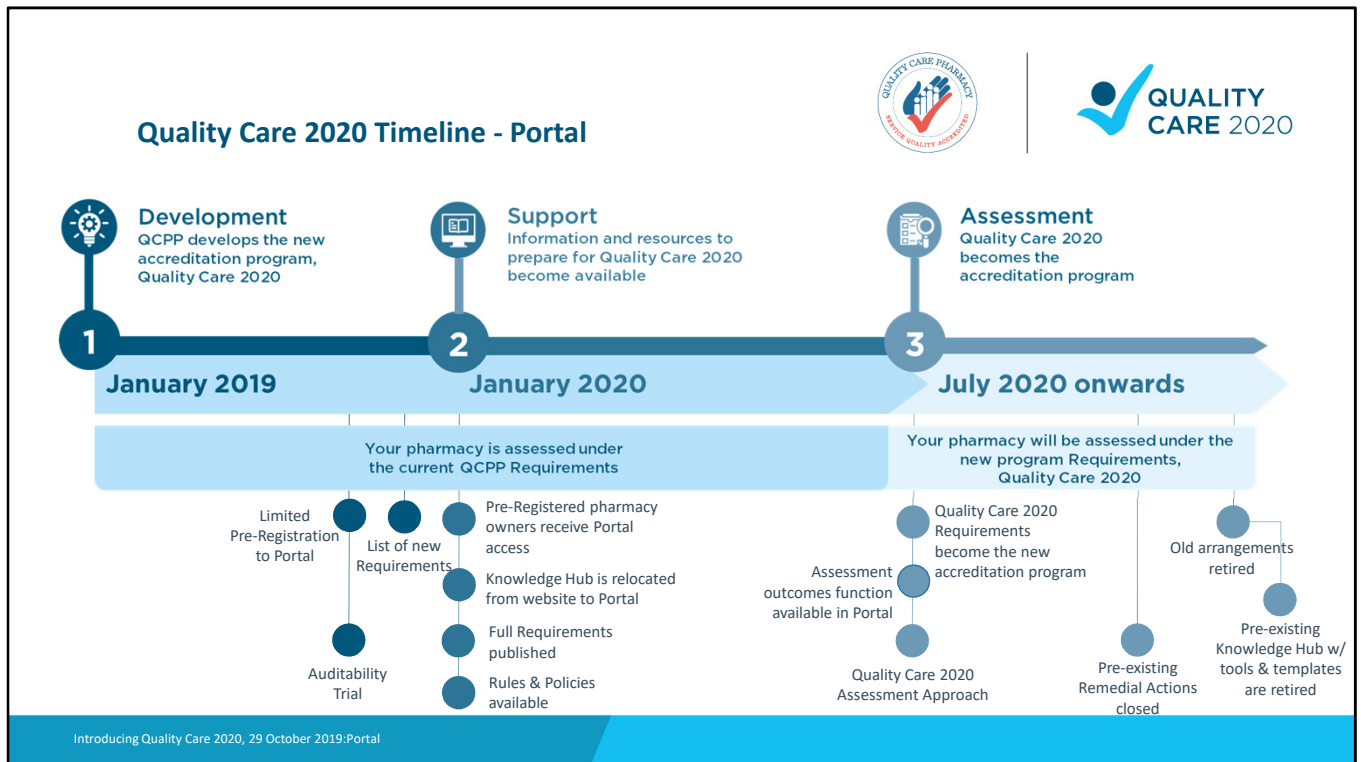 Quality Care 2020 Timeline - Portal
QUALITY CARE PHARMACY
SERVICE QUALITY ACCREDITED
QUALITY
CARE 2020
Development
QCPP develops the new
accreditation program,
Quality Care 2020
Support
Information and resources to
prepare for Quality Care 2020
become available
Assessment
Quality Care 2020
becomes the
accreditation program
1
2
3
January 2019
January 2020
July 2020 onwards
Your pharmacy is assessed under
the current QCPP Requirements
Your pharmacy will be assessed under the
new program Requirements,
Quality Care 2020
Limited
Pre-Registration
to Portal
List of new
Requirements
Auditability
Trial
Pre-Registered pharmacy
owners receive Portal
access
Knowledge Hub is relocated
from website to Portal
Full Requirements
published
Rules & Policies
available
Quality Care 2020
Requirements
become the new
accreditation program
Assessment
outcomes function
available in Portal
Quality Care 2020
Assessment Approach
Pre-existing
Remedial Actions
closed
Old arrangements
retired
Pre-existing
Knowledge Hub w/
tools & templates
are retired
Introducing Quality Care 2020, 29 October 2019:Portal